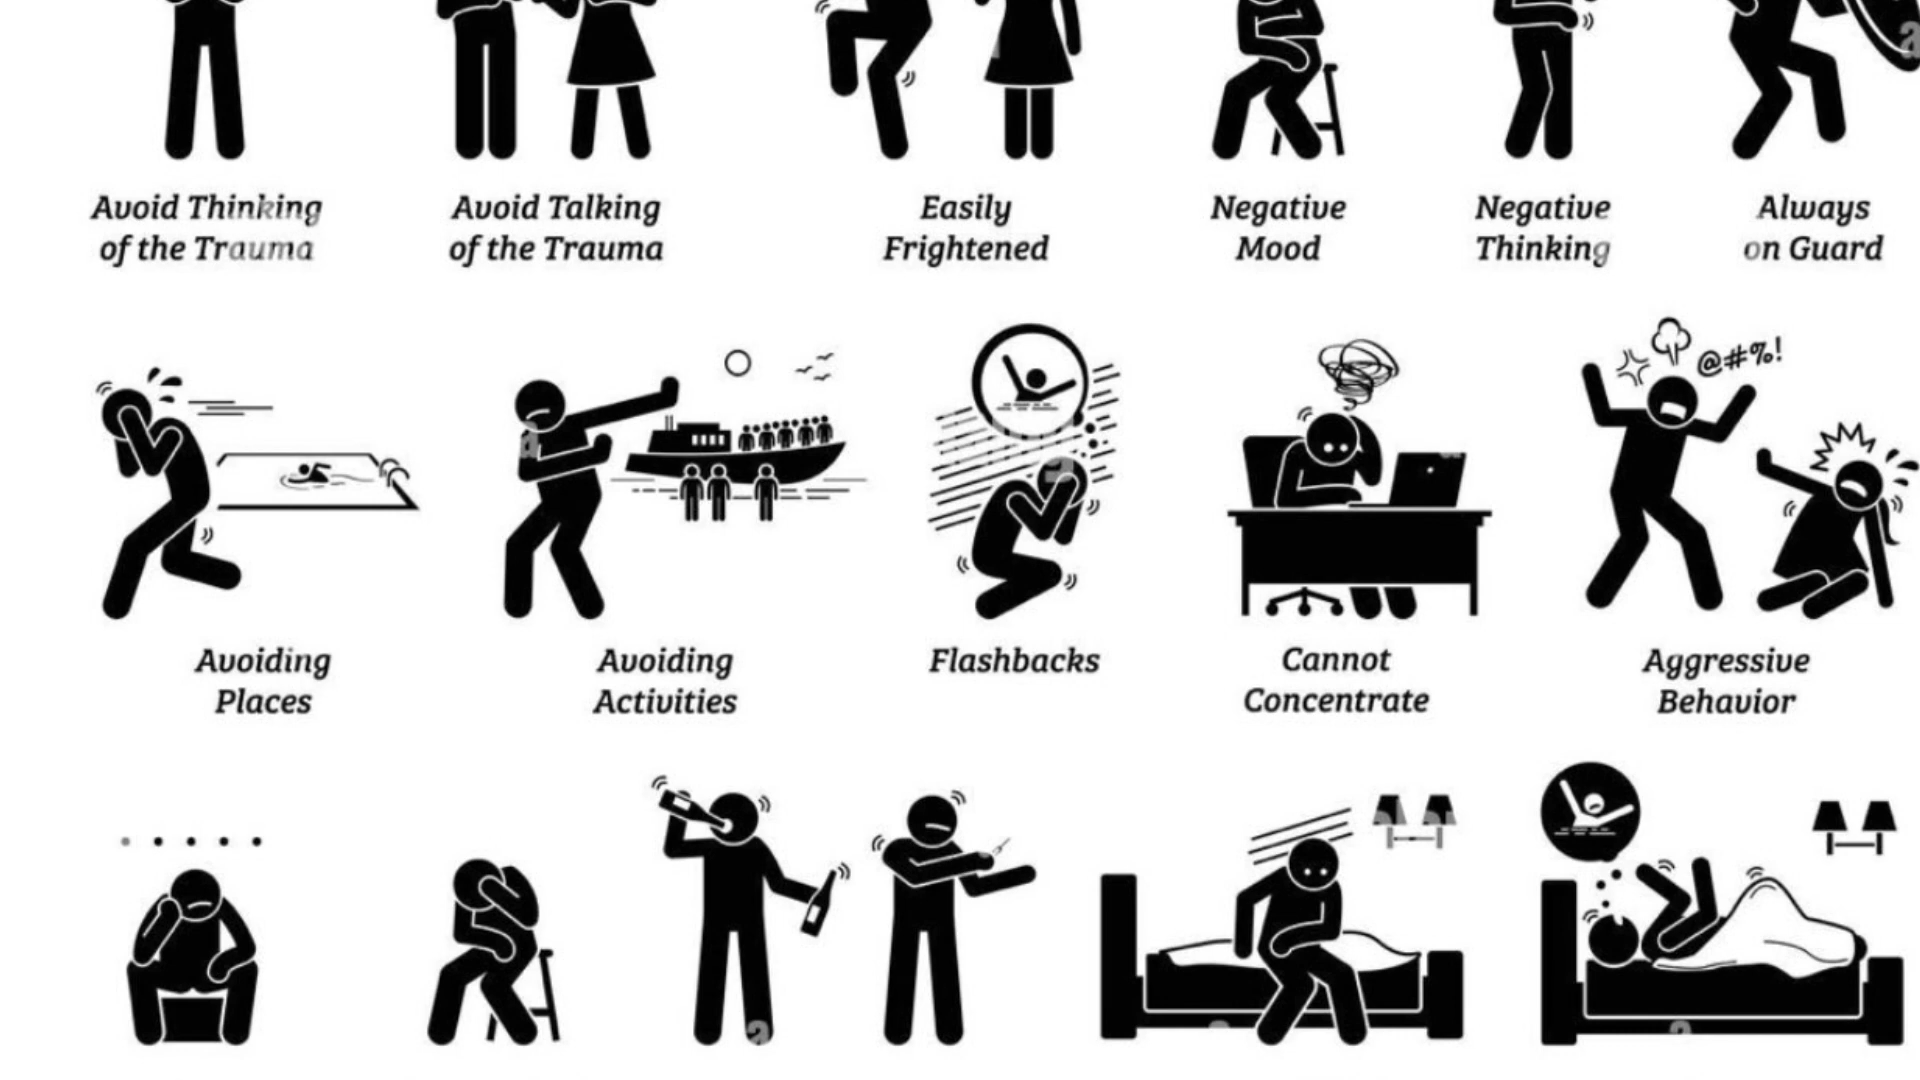 Avoid Thinking
of the Trauma
Avoid Talking
of the Trauma
Easily
Frightened
Negative
Mood
Negative
Thinking
Always
on Guard
@#%!
Avoiding
Places
Avoiding
Activities
Flashbacks
Cannot
Concentrate
Aggressive
Behavior